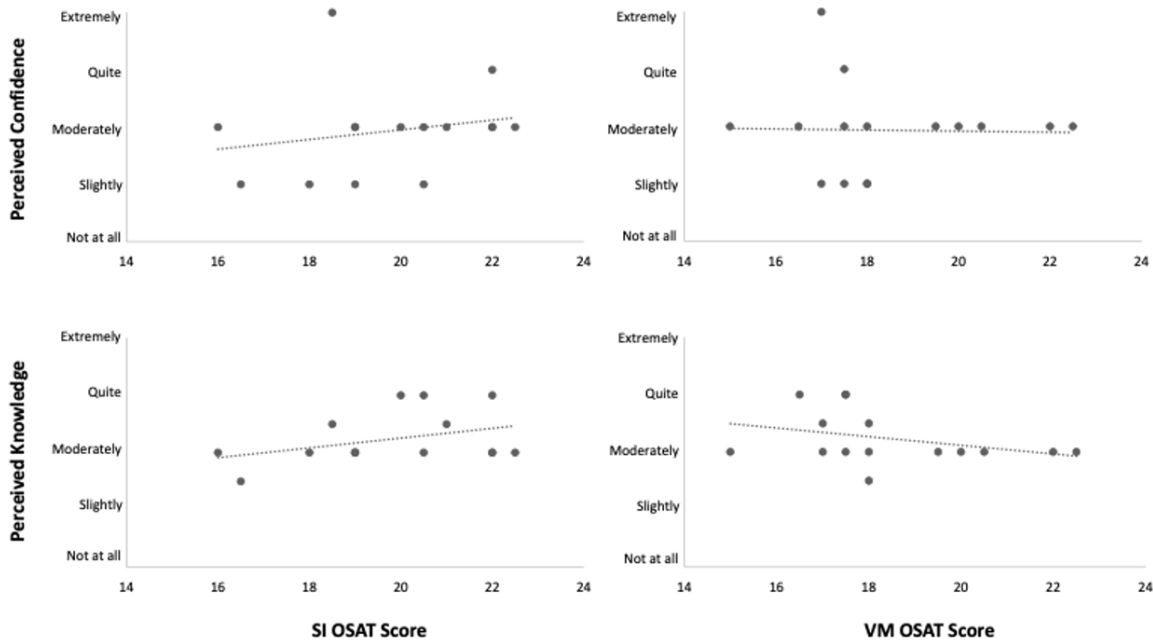 Perceived Confidence
Extremely
Quite
Moderately
Slightly
Not at all
14 16 18 20 22 24
Extremely
Quite
Moderately
Slightly
Not at all
14 16 18 20 22 24
Perceived Knowledge
Extremely
Quite
Moderately
Slightly
Not at all
14 16 18 20 22 24
SI OSAT Score
Extremely
Quite
Moderately
Slightly
Not at all
14 16 18 20 22 24
VM OSAT Score